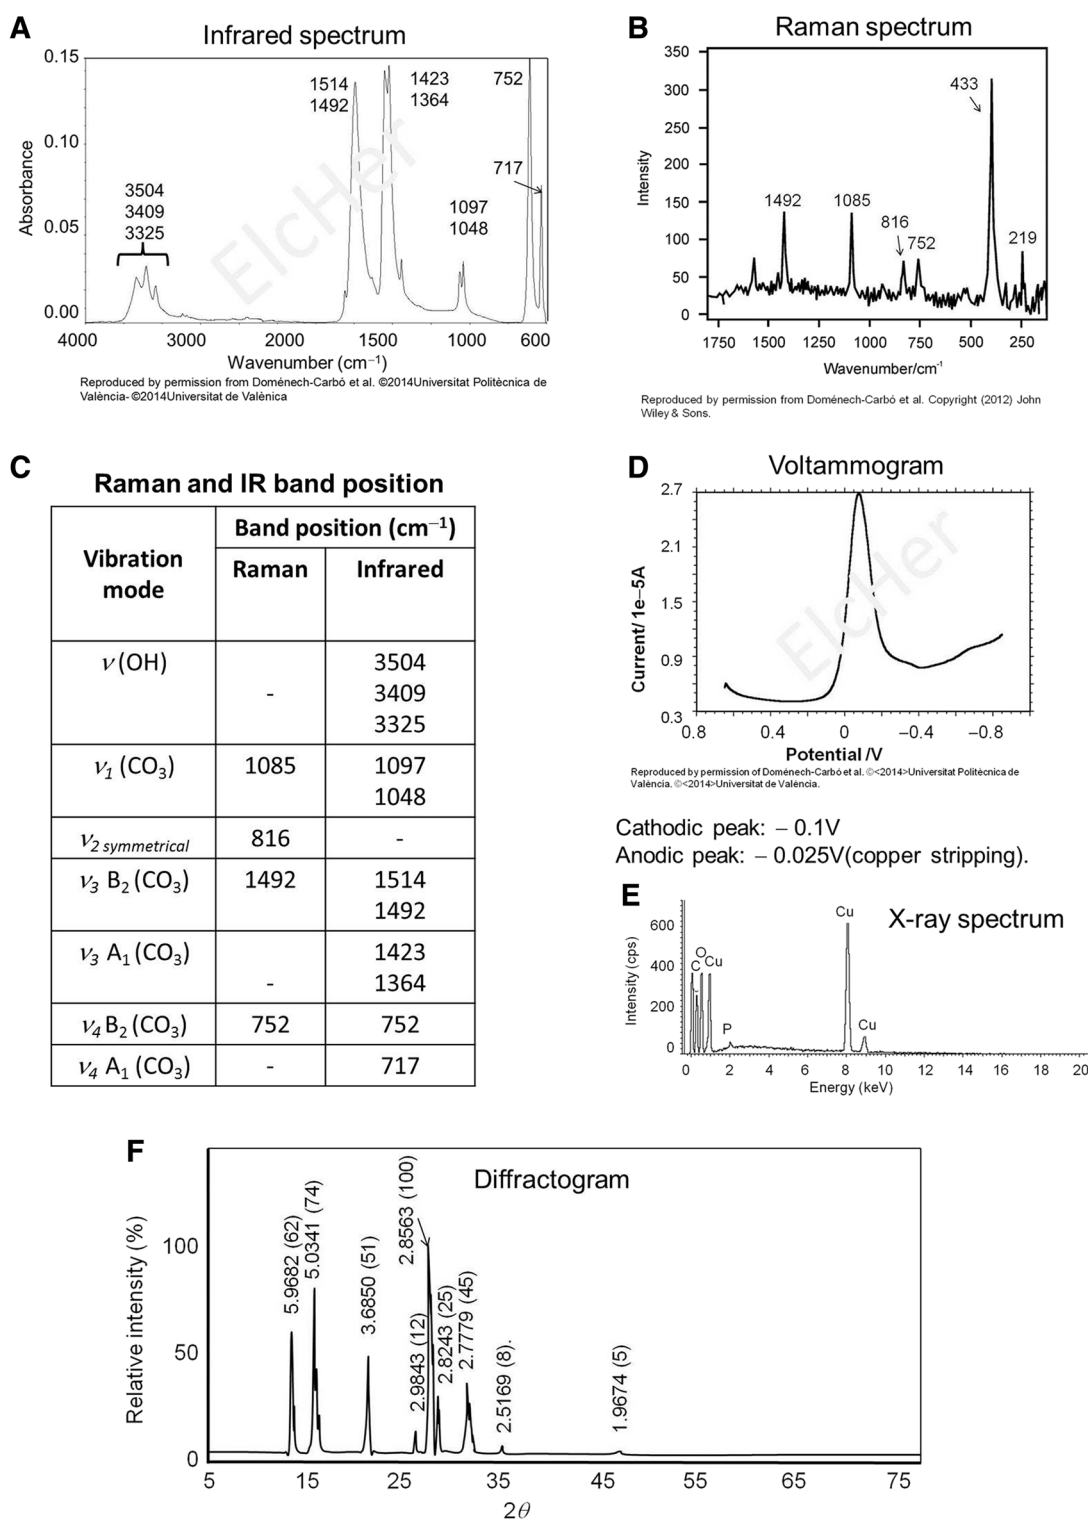 A
Infrared spectrum
0.15
0.10
0.05
0.00
Absorbance
1514
1492
1423
1364
752
717
3504
3409
3325
1097
1048
ElcHer
4000 3000 2000 1500 1000 600
Wavenumber (cm−1)
Reproduced by permission from Doménech-Carbó et al. ©2014Universitat Politècnica de
València- ©2014Universitat de Valènica
B
Raman spectrum
350
300
250
200
150
100
50
0
Intensity
433
1492
1085
816
752
219
1750 1500 1250 1000 750 500 250
Wavenumber/cm-1
Reproduced by permission from Doménech-Carbó et al. Copyright (2012) John
Wiley & Sons.
C
Raman and IR band position
Vibration mode
Band position (cm−1)
Raman Infrared
ν (OH) - 3504
3409
3325
ν1 (CO3) 1085 1097
1048
ν2 symmetrical 816 -
ν3 B2 (CO3) 1492 1514
1492
ν3 A1 (CO3) - 1423
1364
ν4 B2 (CO3) 752 752
ν4 A1 (CO3) - 717
D
Voltammogram
2.7
2.1
1.5
0.9
0.3
Current/ 1e−5A
ElcHer
0.8 0.4 0 −0.4 −0.8
Potential /V
Reproduced by permission of Doménech-Carbó et al. ©<2014>Universitat Politècnica de
València. ©<2014>Universitat de València.
Cathodic peak: − 0.1V
Anodic peak: − 0.025V(copper stripping).
E
X-ray spectrum
600
400
200
0
Intensity (cps)
C
O
Cu
P
Cu
Cu
0 2 4 6 8 10 12 14 16 18 20
Energy (keV)
F
Diffractogram
100
50
0
Relative intensity (%)
5.9682 (62)
5.0341 (74)
3.6850 (51)
2.9843 (12)
2.8563 (100)
2.8243 (25)
2.7779 (45)
2.5169 (8).
1.9674 (5)
5 15 25 35 45 55 65 75
2θ